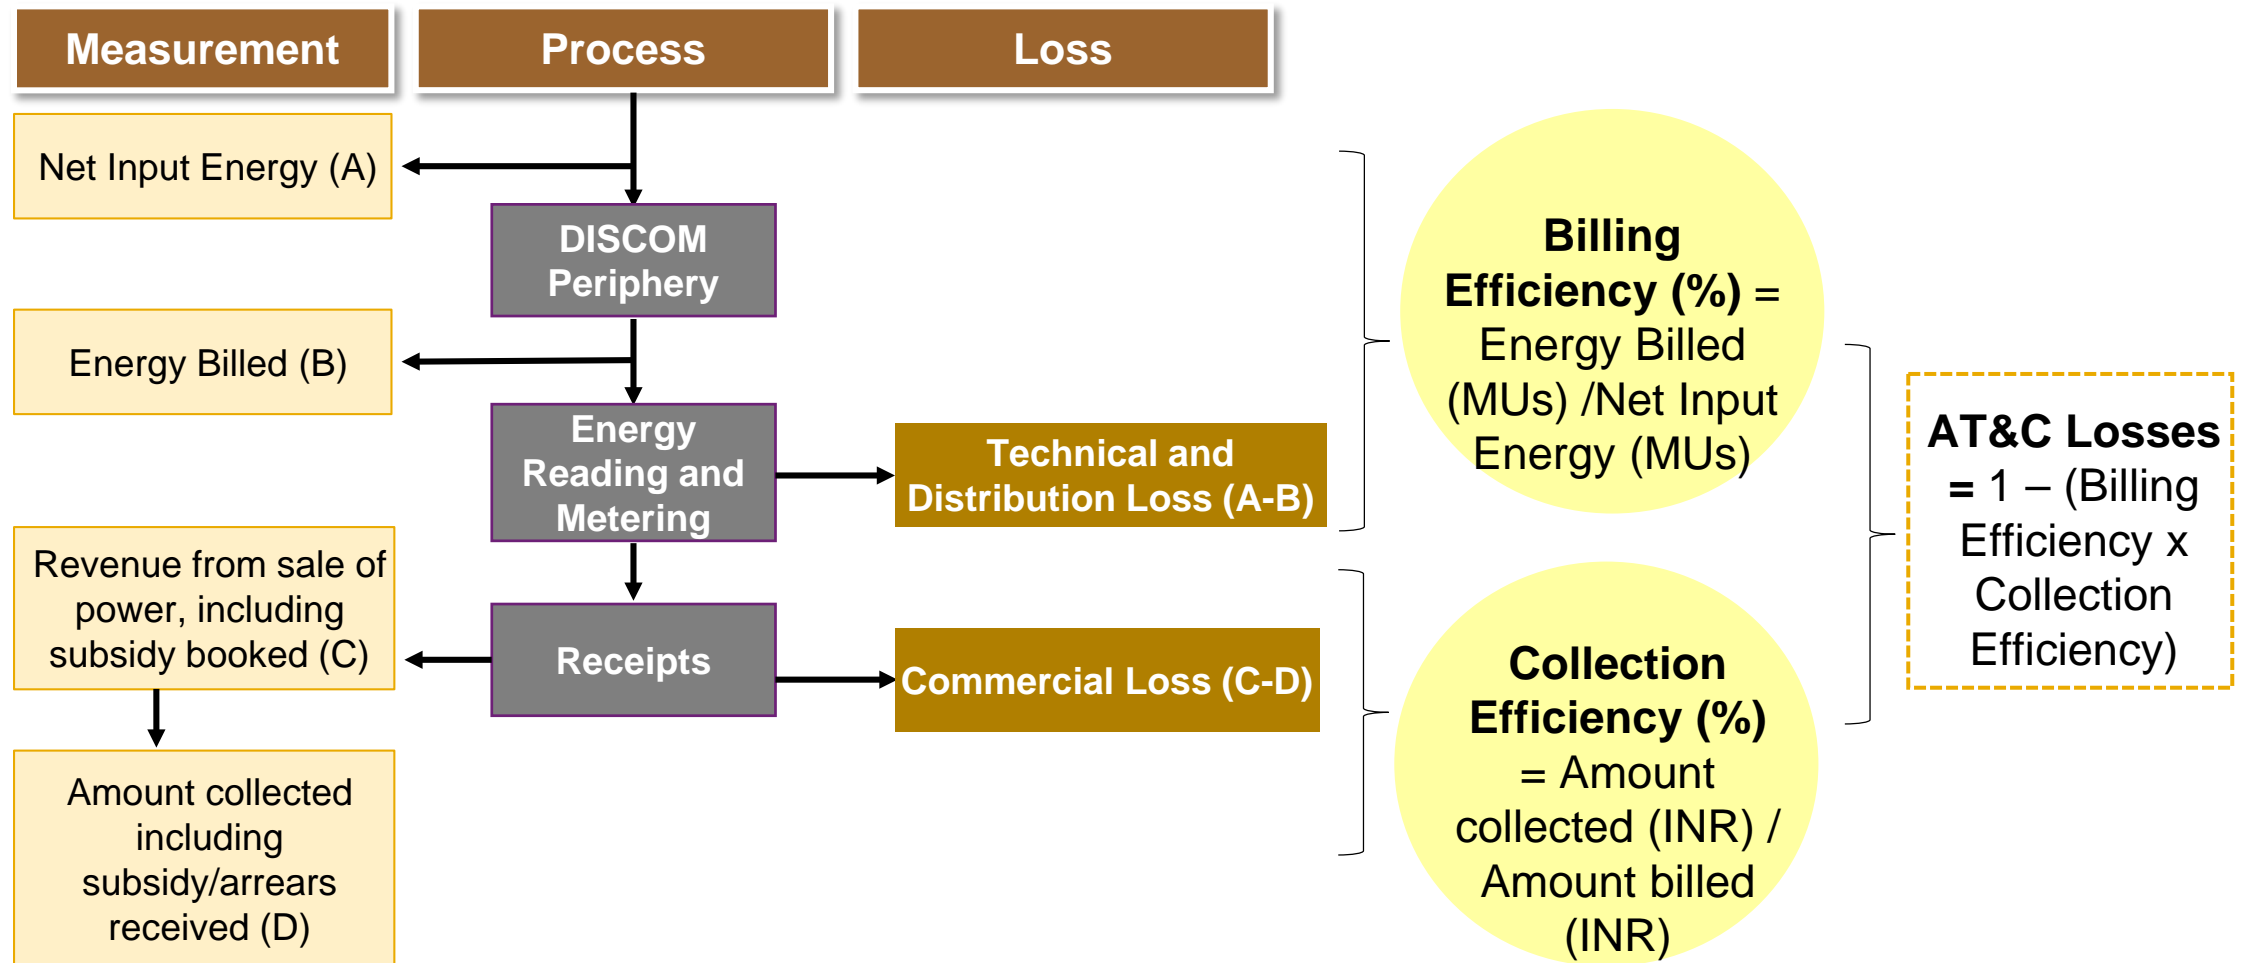 Measurement
Process
Loss
Net Input Energy (A)
DISCOM
Periphery
Energy Billed (B)
Energy
Reading and
Metering
Technical and
Distribution Loss (A-B)
Revenue from sale of
power, including
subsidy booked (C)
Receipts
Commercial Loss (C-D)
Amount collected
including
subsidy/arrears
received (D)
Billing
Efficiency (%) =
Energy Billed
(MUs) /Net Input
Energy (MUs)
Collection
Efficiency (%)
= Amount
collected (INR) /
Amount billed
(INR)
AT&C Losses
= 1 – (Billing
Efficiency x
Collection
Efficiency)